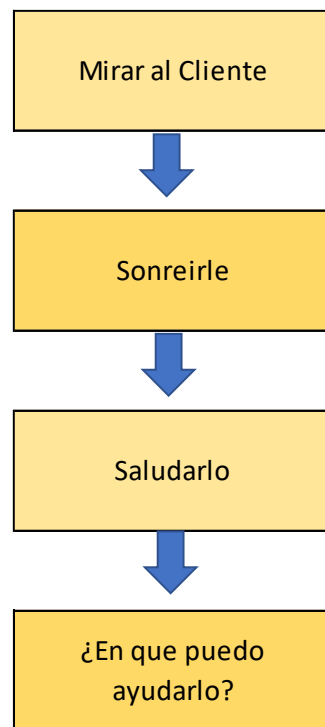 Mirar al Cliente
Sonreirle
Saludarlo
¿En que puedo
ayudarlo?